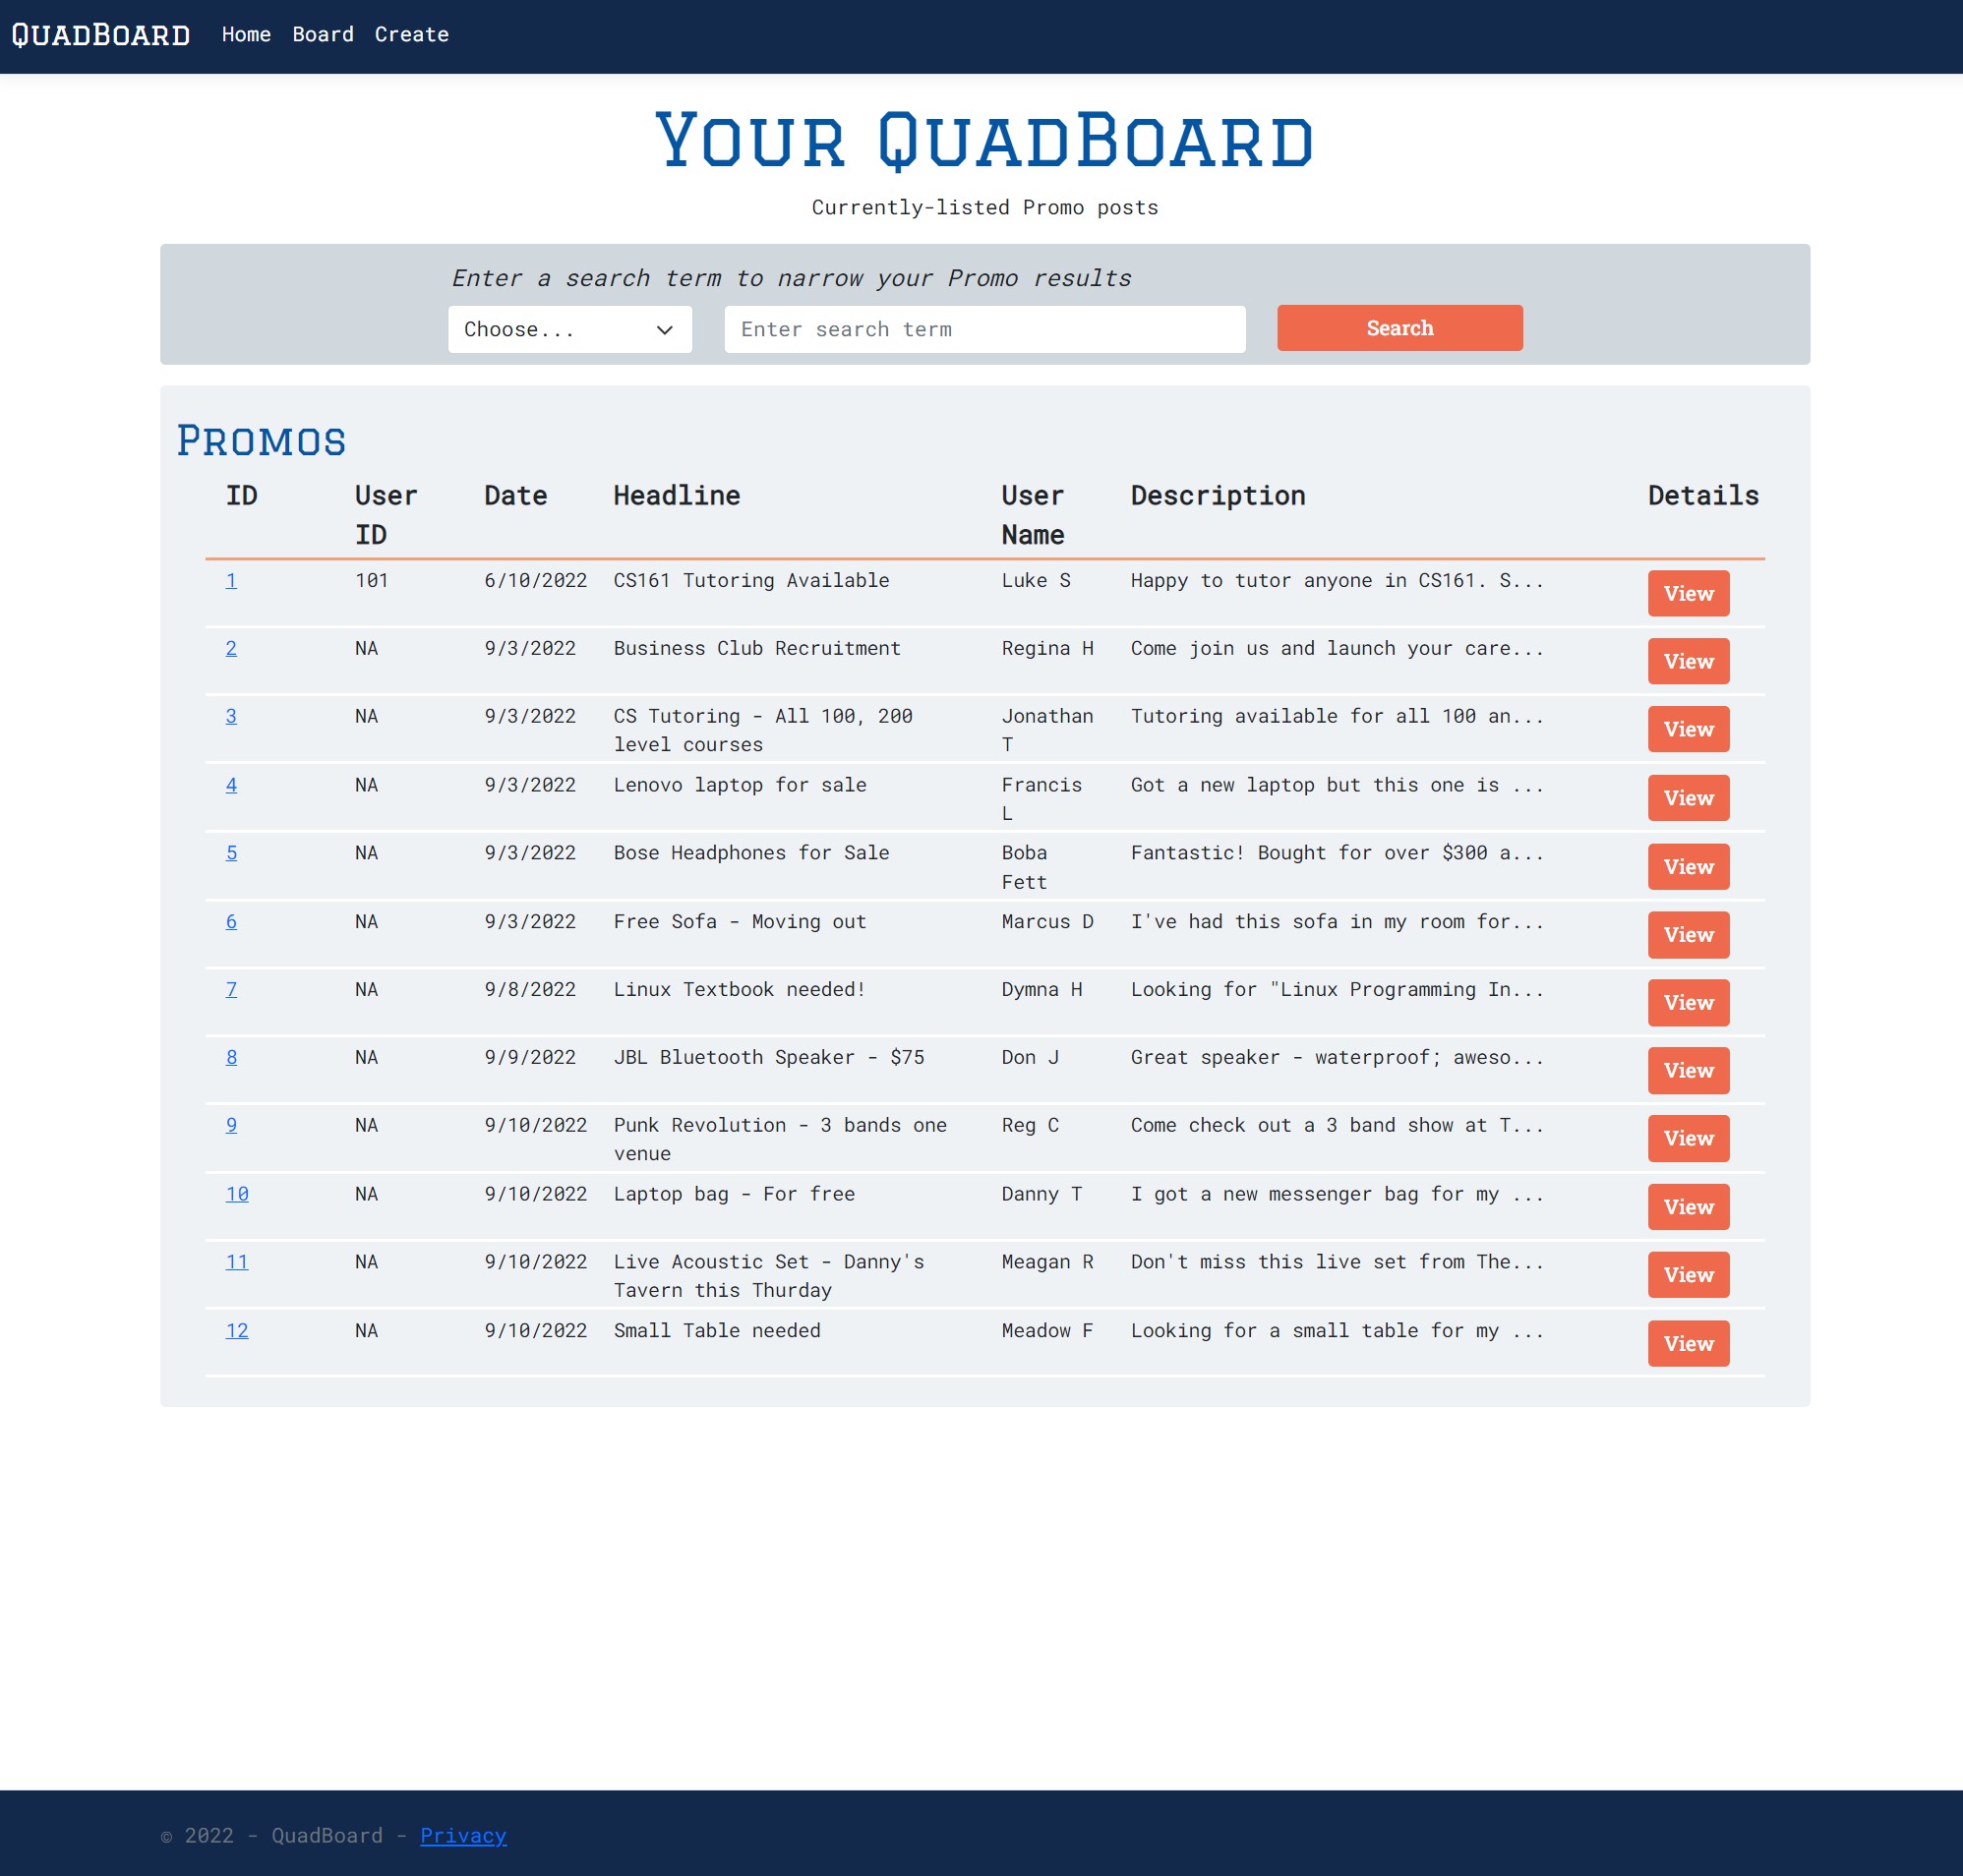 QuadBoard Home Board Create
Your QuadBoard
Currently-listed Promo posts
Enter a search term to narrow your Promo results
Choose... Enter search term Search
Promos
ID User ID Date Headline User Name Description Details
1 101 6/10/2022 CS161 Tutoring Available Luke S Happy to tutor anyone in CS161. S... View
2 NA 9/3/2022 Business Club Recruitment Regina H Come join us and launch your care... View
3 NA 9/3/2022 CS Tutoring - All 100, 200 level courses Jonathan T Tutoring available for all 100 an... View
4 NA 9/3/2022 Lenovo laptop for sale Francis L Got a new laptop but this one is ... View
5 NA 9/3/2022 Bose Headphones for Sale Boba Fett Fantastic! Bought for over $300 a... View
6 NA 9/3/2022 Free Sofa - Moving out Marcus D I've had this sofa in my room for... View
7 NA 9/8/2022 Linux Textbook needed! Dymna H Looking for "Linux Programming In... View
8 NA 9/9/2022 JBL Bluetooth Speaker - $75 Don J Great speaker - waterproof; aweso... View
9 NA 9/10/2022 Punk Revolution - 3 bands one venue Reg C Come check out a 3 band show at T... View
10 NA 9/10/2022 Laptop bag - For free Danny T I got a new messenger bag for my ... View
11 NA 9/10/2022 Live Acoustic Set - Danny's Tavern this Thurday Meagan R Don't miss this live set from The... View
12 NA 9/10/2022 Small Table needed Meadow F Looking for a small table for my ... View
© 2022 - QuadBoard - Privacy